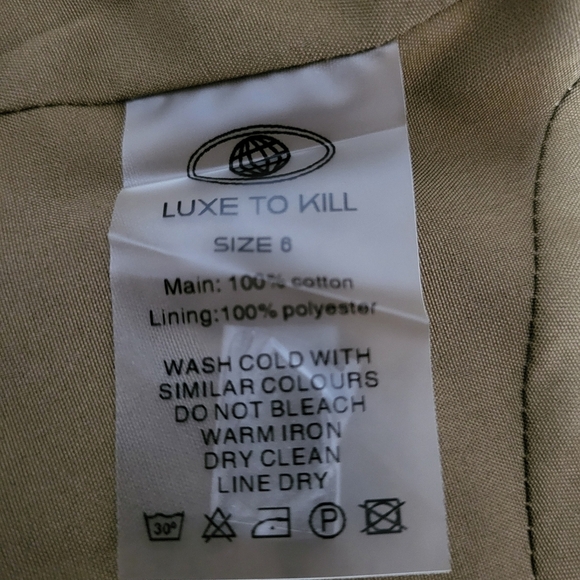 LUXE TO KILL
SIZE 6
Main: 100% cotton
Lining:100% polyester
WASH COLD WITH
SIMILAR COLOURS
DO NOT BLEACH
WARM IRON
DRY CLEAN
LINE DRY
30° P